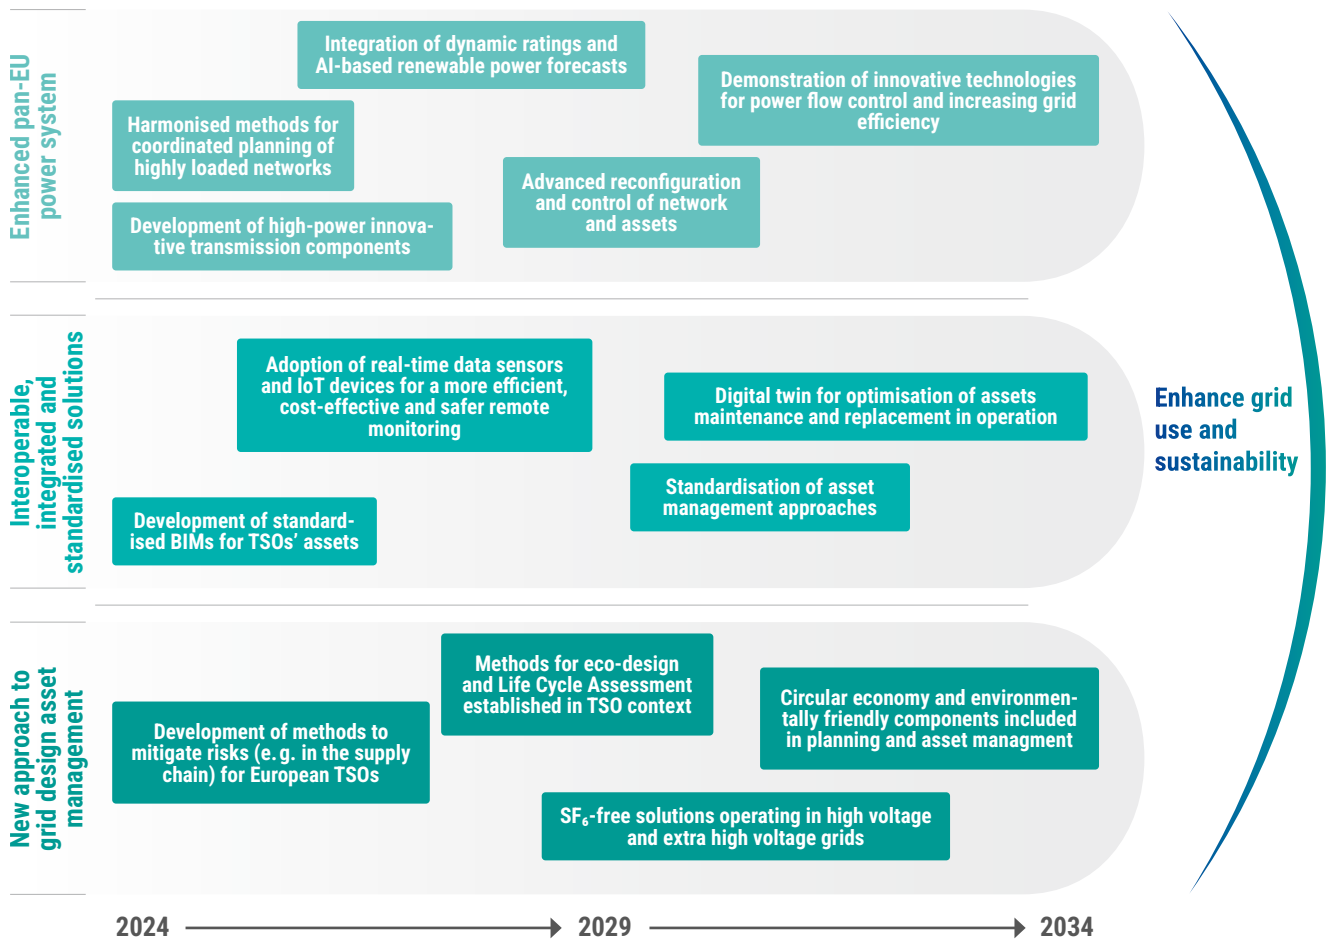 Enhanced pan-EU
power system
Integration of dynamic ratings and
AI-based renewable power forecasts
Demonstration of innovative technologies
for power flow control and increasing grid
efficiency
Harmonised methods for
coordinated planning of
highly loaded networks
Advanced reconfiguration
and control of network
and assets
Development of high-power innova-
tive transmission components
Interoperable,
integrated and
standardised solutions
Adoption of real-time data sensors
and IoT devices for a more efficient,
cost-effective and safer remote
monitoring
Digital twin for optimisation of assets
maintenance and replacement in operation
Standardisation of asset
management approaches
Development of standard-
ised BIMs for TSOs’ assets
Enhance grid
use and
sustainability
New approach to
grid design asset
management
Methods for eco-design
and Life Cycle Assessment
established in TSO context
Circular economy and environmen-
tally friendly components included
in planning and asset managment
Development of methods to
mitigate risks (e. g. in the supply
chain) for European TSOs
SF₆-free solutions operating in high voltage
and extra high voltage grids
2024
2029
2034